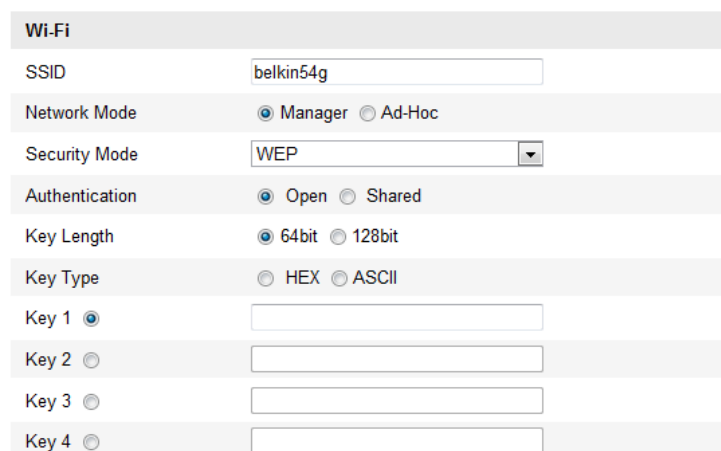 Wi-Fi
SSID belkin54g
Network Mode Manager Ad-Hoc
Security Mode WEP
Authentication Open Shared
Key Length 64bit 128bit
Key Type HEX ASCII
Key 1
Key 2
Key 3
Key 4